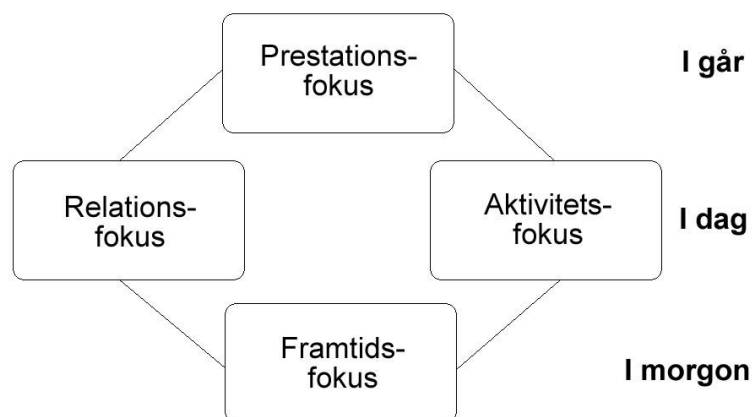 Prestations-
fokus
I går
Relations-
fokus
Aktivitets-
fokus
I dag
Framtids-
fokus
I morgon